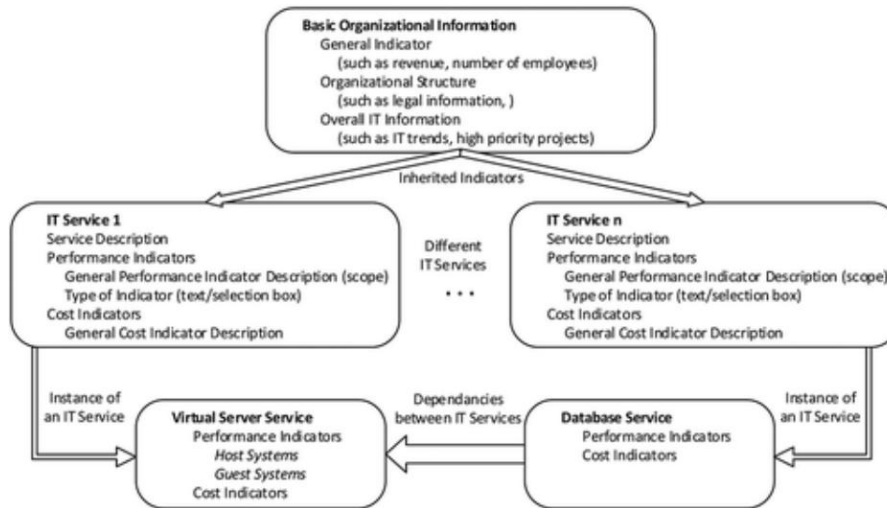 Basic Organizational Information
General Indicator
(such as revenue, number of employees)
Organizational Structure
(such as legal information, )
Overall IT Information
(such as IT trends, high priority projects)
Inherited Indicators
IT Service 1
Service Description
Performance Indicators
General Performance Indicator Description (scope)
Type of Indicator (text/selection box)
Cost Indicators
General Cost Indicator Description
Different
IT Services
...
IT Service n
Service Description
Performance Indicators
General Performance Indicator Description (scope)
Type of Indicator (text/selection box)
Cost Indicators
General Cost Indicator Description
Instance of
an IT Service
Virtual Server Service
Performance Indicators
Host Systems
Guest Systems
Cost Indicators
Dependancies
between IT Services
Database Service
Performance Indicators
Cost Indicators
Instance of
an IT Service